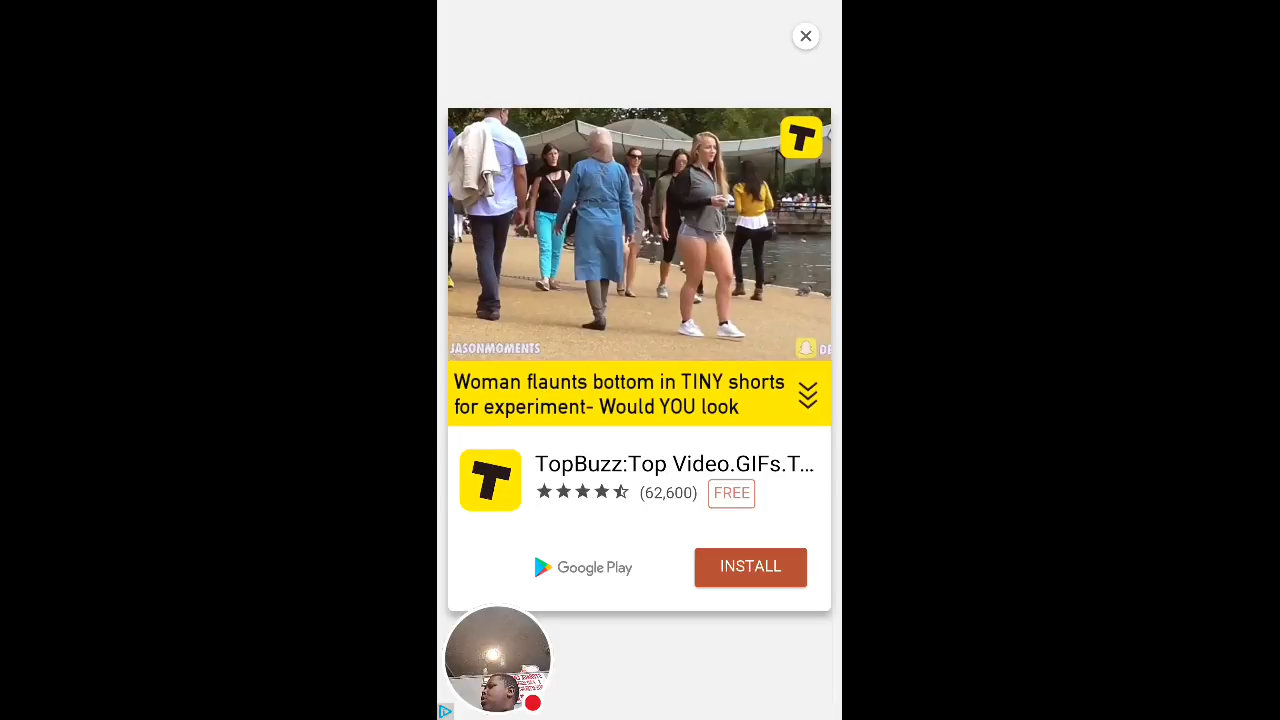 T
JASONMOMENTS
DE
Woman flaunts bottom in TINY shorts
for experiment- Would YOU look
T
TopBuzz:Top Video.GIFs.T...
(62,600) FREE
Google Play
INSTALL